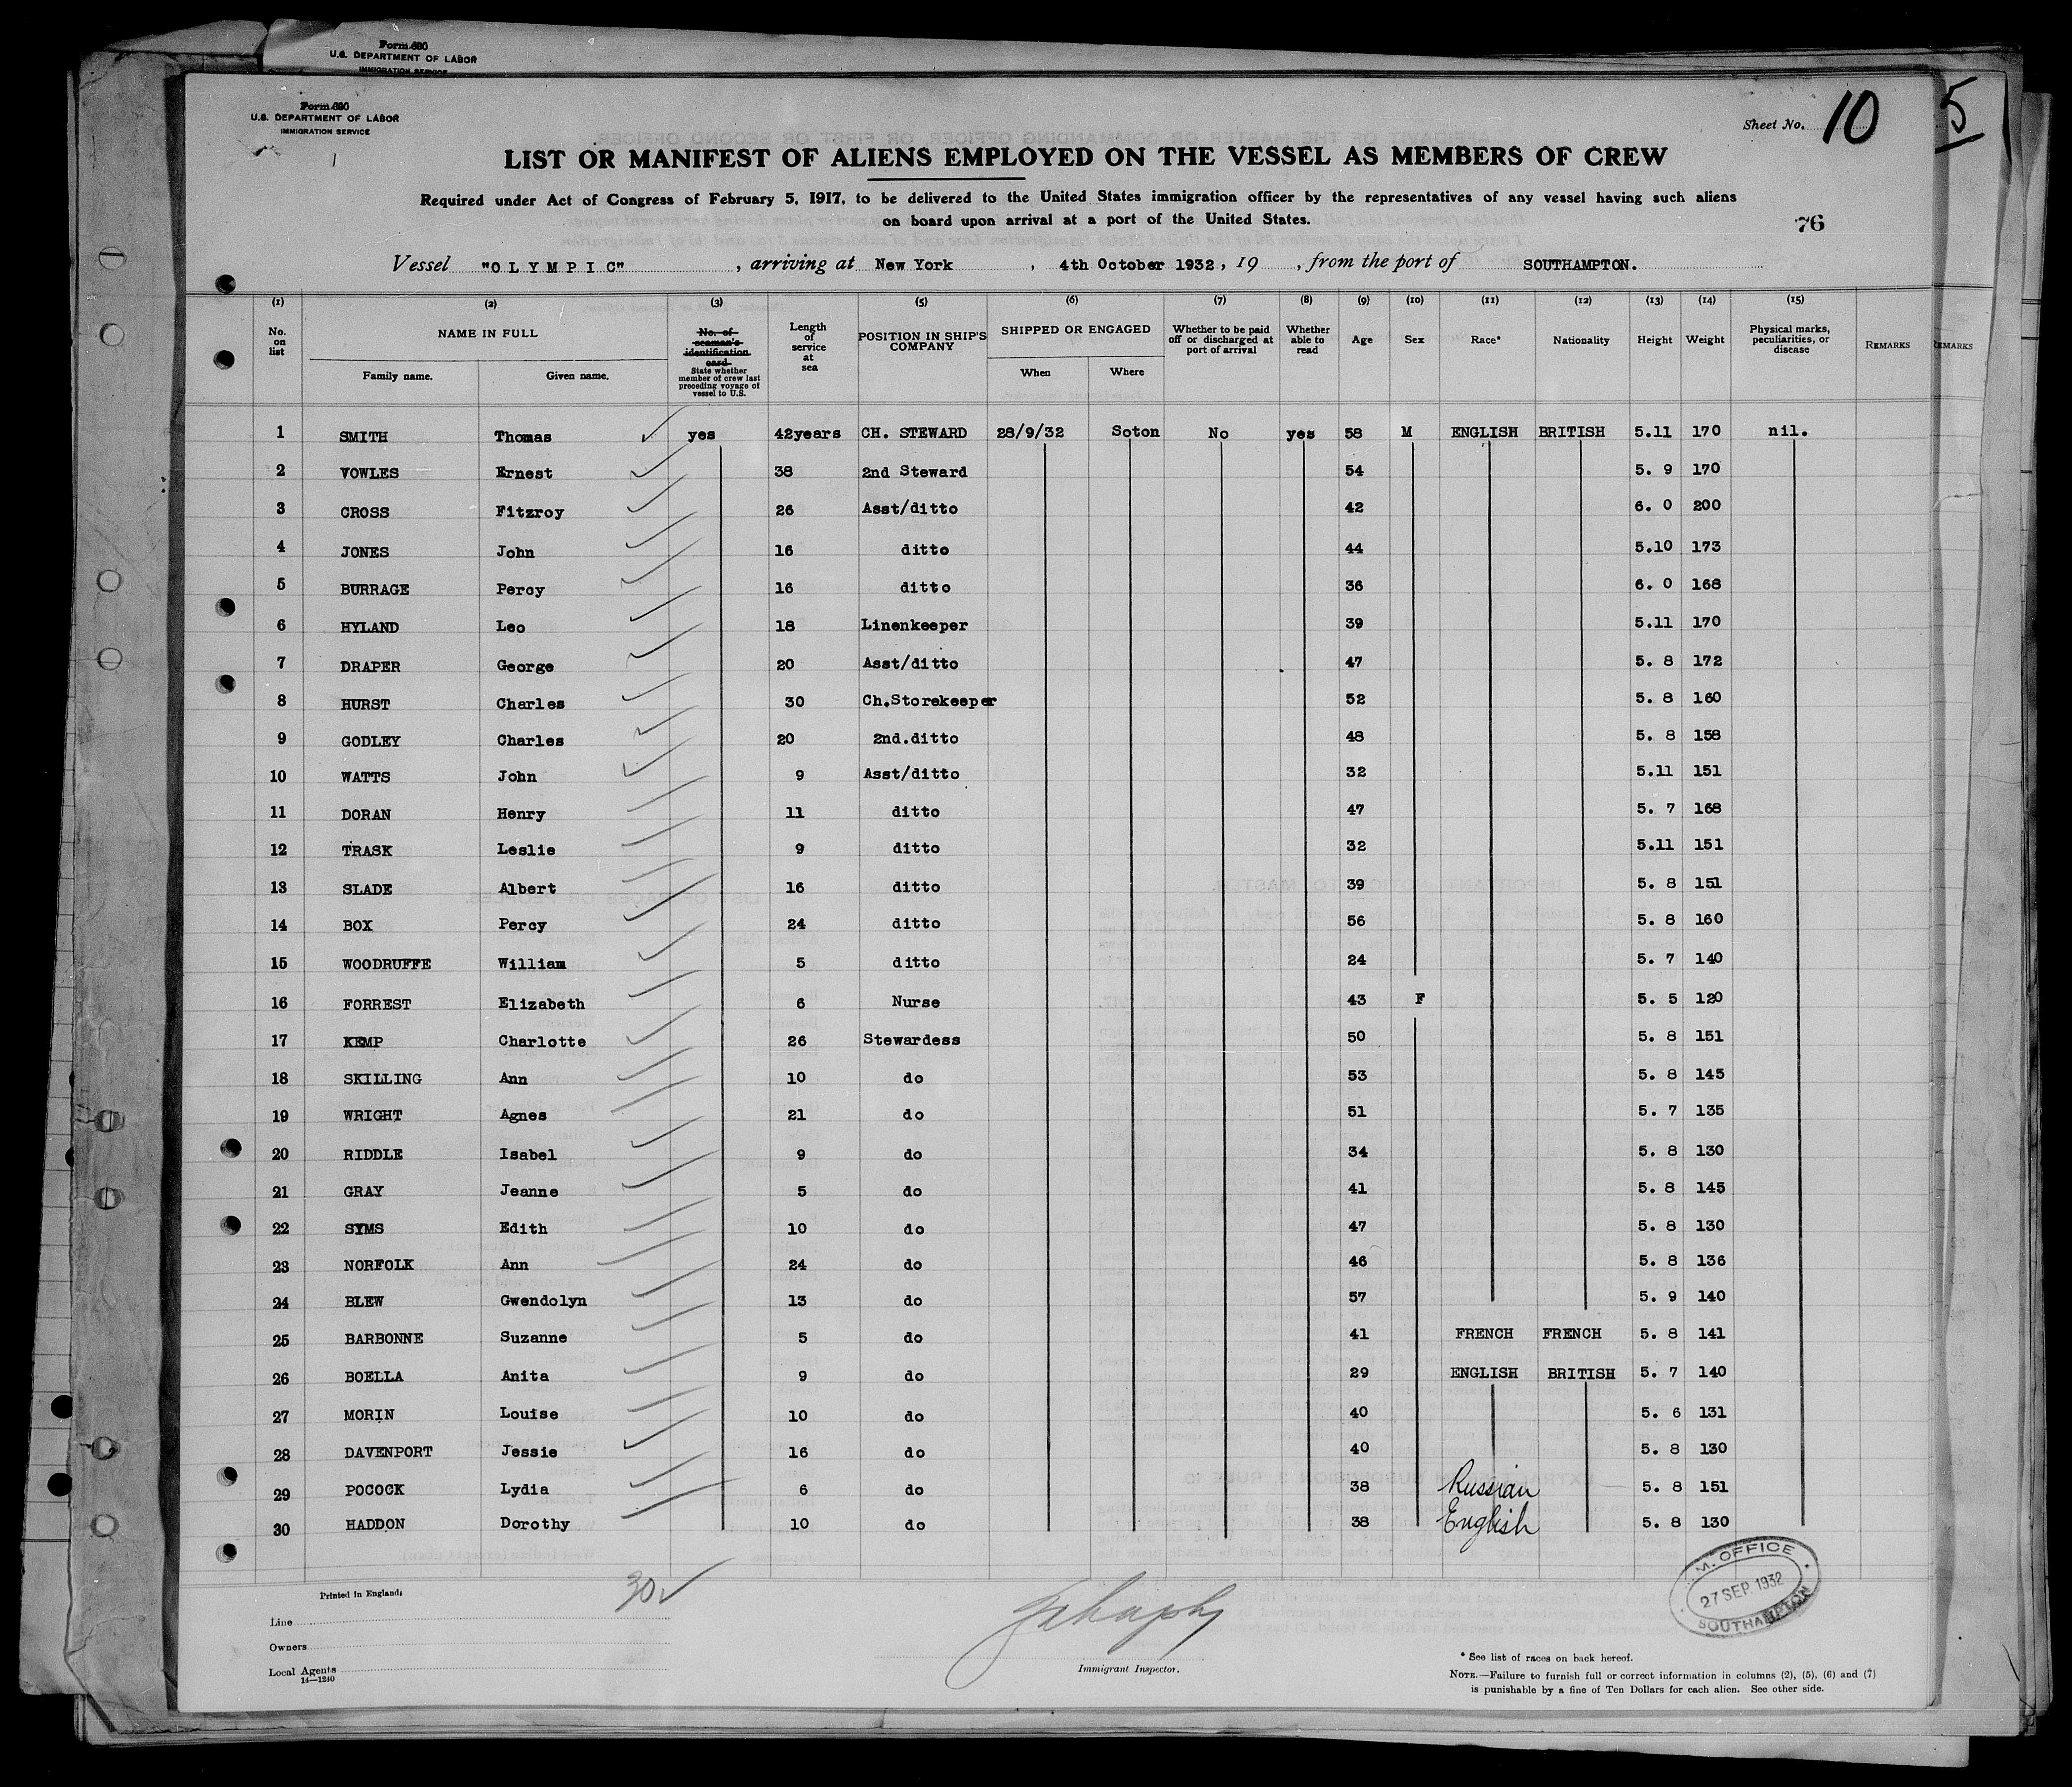 Form 680
U.S. DEPARTMENT OF LABOR
IMMIGRATION SERVICE
Form 680
U.S. DEPARTMENT OF LABOR
IMMIGRATION SERVICE
Sheet No. 10
5
LIST OR MANIFEST OF ALIENS EMPLOYED ON THE VESSEL AS MEMBERS OF CREW
Required under Act of Congress of February 5, 1917, to be delivered to the United States immigration officer by the representatives of any vessel having such aliens
on board upon arrival at a port of the United States.
76
Vessel "OLYMPIC", arriving at New York, 4th October 1932, 19 , from the port of SOUTHAMPTON.
(1) (2) (3) (5) (6) (7) (8) (9) (10) (11) (12) (13) (14) (15)
No. on list NAME IN FULL Family name. Given name. No. of seaman's identification card State whether member of crew last preceding voyage of vessel to U.S. Length of service at sea POSITION IN SHIP'S COMPANY SHIPPED OR ENGAGED When Where Whether to be paid off or discharged at port of arrival Whether able to read Age Sex Race* Nationality Height Weight Physical marks, peculiarities, or disease REMARKS REMARKS
1 SMITH Thomas yes 42years CH. STEWARD 28/9/32 Soton No yes 58 M ENGLISH BRITISH 5.11 170 nil.
2 VOWLES Ernest 38 2nd Steward 54 5. 9 170
3 CROSS Fitzroy 26 Asst/ditto 42 6. 0 200
4 JONES John 16 ditto 44 5.10 173
5 BURRAGE Percy 16 ditto 36 6. 0 168
6 HYLAND Leo 18 Linenkeeper 39 5.11 170
7 DRAPER George 20 Asst/ditto 47 5. 8 172
8 HURST Charles 30 Ch.Storekeeper 52 5. 8 160
9 GODLEY Charles 20 2nd.ditto 48 5. 8 158
10 WATTS John 9 Asst/ditto 32 5.11 151
11 DORAN Henry 11 ditto 47 5. 7 168
12 TRASK Leslie 9 ditto 32 5.11 151
13 SLADE Albert 16 ditto 39 5. 8 151
14 BOX Percy 24 ditto 56 5. 8 160
15 WOODRUFFE William 5 ditto 24 5. 7 140
16 FORREST Elizabeth 6 Nurse 43 F 5. 5 120
17 KEMP Charlotte 26 Stewardess 50 5. 8 151
18 SKILLING Ann 10 do 53 5. 8 145
19 WRIGHT Agnes 21 do 51 5. 7 135
20 RIDDLE Isabel 9 do 34 5. 8 130
21 GRAY Jeanne 5 do 41 5. 8 145
22 SYMS Edith 10 do 47 5. 8 130
23 NORFOLK Ann 24 do 46 5. 8 136
24 BLEW Gwendolyn 13 do 57 5. 9 140
25 BARBONNE Suzanne 5 do 41 FRENCH FRENCH 5. 8 141
26 BOELLA Anita 9 do 29 ENGLISH BRITISH 5. 7 140
27 MORIN Louise 10 do 40 5. 6 131
28 DAVENPORT Jessie 16 do 40 5. 8 130
29 POCOCK Lydia 6 do 38 Russian 5. 8 151
30 HADDON Dorothy 10 do 38 English 5. 8 130
Printed in England:
30
Line
Owners
Local Agents
14—1240
Immigrant Inspector.
M. OFFICE
27 SEP 1932
SOUTHAMPTON
* See list of races on back hereof.
NOTE.—Failure to furnish full or correct information in columns (2), (5), (6) and (7)
is punishable by a fine of Ten Dollars for each alien. See other side.